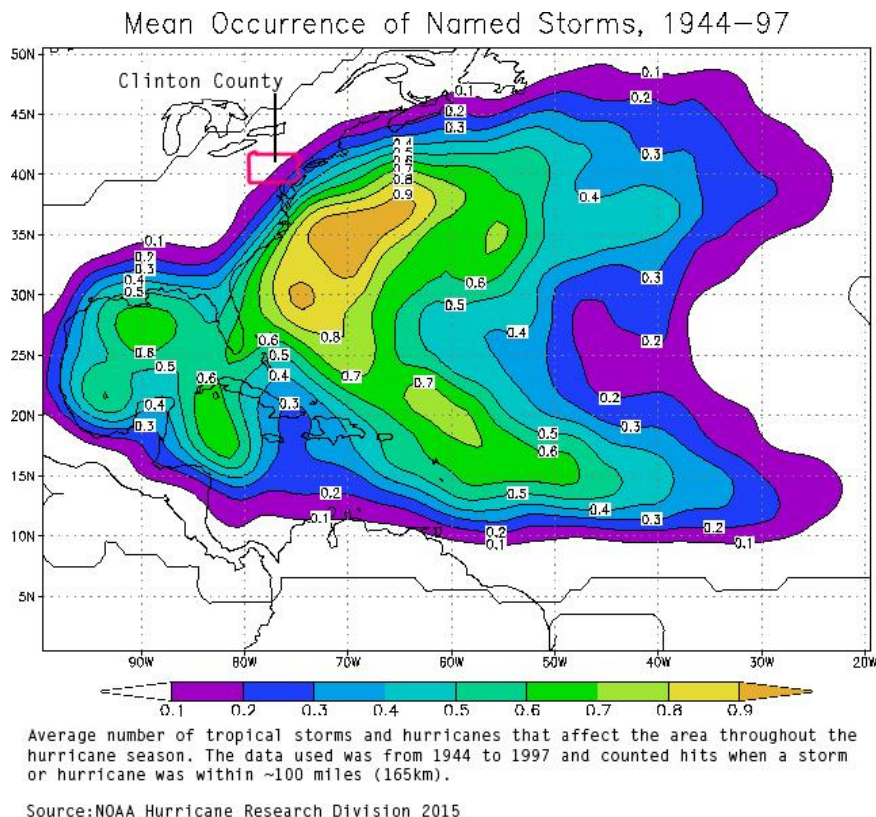 Mean Occurrence of Named Storms, 1944–97
50N
Clinton County
45N
40N
35N
30N
25N
20N
15N
10N
5N
0.1
0.2
0.3
0.4
0.5
0.6
0.7
0.8
0.9
0.1
0.2
0.3
0.4
0.1
0.2
0.3
0.4
0.5
0.6
0.5
0.4
0.3
0.6
0.5
0.4
0.3
0.6
0.8
0.7
0.7
0.6
0.5
0.4
0.3
0.2
0.2
0.3
0.5
0.6
0.5
0.4
0.3
0.2
0.1
0.2
0.1
0.2
0.1
90W 80W 70W 60W 50W 40W 30W 20W
0.1 0.2 0.3 0.4 0.5 0.6 0.7 0.8 0.9
Average number of tropical storms and hurricanes that affect the area throughout the
hurricane season. The data used was from 1944 to 1997 and counted hits when a storm
or hurricane was within ~100 miles (165km).
Source:NOAA Hurricane Research Division 2015